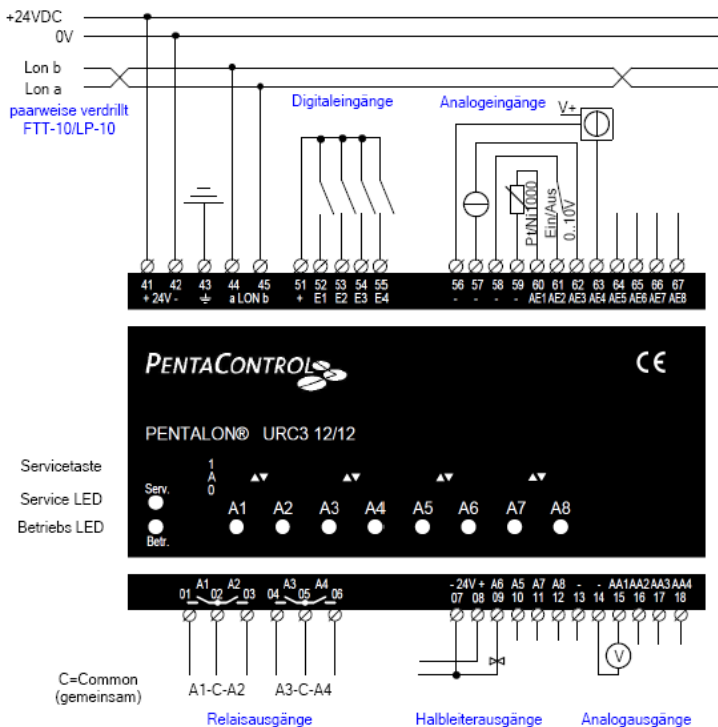 +24VDC
0V
Lon b
Lon a
paarweise verdrillt
FTT-10/LP-10
Digitaleingänge
Analogeingänge
V+
Pt/Ni1000
Ein/Aus
0..10V
41 42 43 44 45 51 52 53 54 55 56 57 58 59 60 61 62 63 64 65 66 67
+ 24V - a LON b + E1 E2 E3 E4 - - - - AE1 AE2 AE3 AE4 AE5 AE6 AE7 AE8
PENTACONTROL
CE
PENTALON® URC3 12/12
Servicetaste
Service LED
Betriebs LED
1
A
0
Serv.
Betr.
A1 A2 A3 A4 A5 A6 A7 A8
A1 A2 A3 A4 - 24V + A6 A5 A7 A8 - - AA1 AA2 AA3 AA4
01 02 03 04 05 06 07 08 09 10 11 12 13 14 15 16 17 18
V
C=Common
(gemeinsam)
A1-C-A2
A3-C-A4
Relaisausgänge
Halbleiterausgänge
Analogausgänge